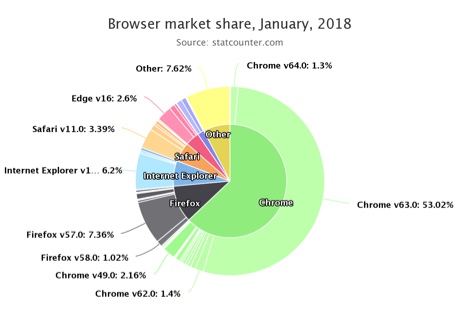 Browser market share, January, 2018
Source: statcounter.com
Other: 7.62%
Chrome v64.0: 1.3%
Edge v16: 2.6%
Safari v11.0: 3.39%
Internet Explorer v1... 6.2%
Other
Safari
Internet Explorer
Firefox
Chrome
Chrome v63.0: 53.02%
Firefox v57.0: 7.36%
Firefox v58.0: 1.02%
Chrome v49.0: 2.16%
Chrome v62.0: 1.4%